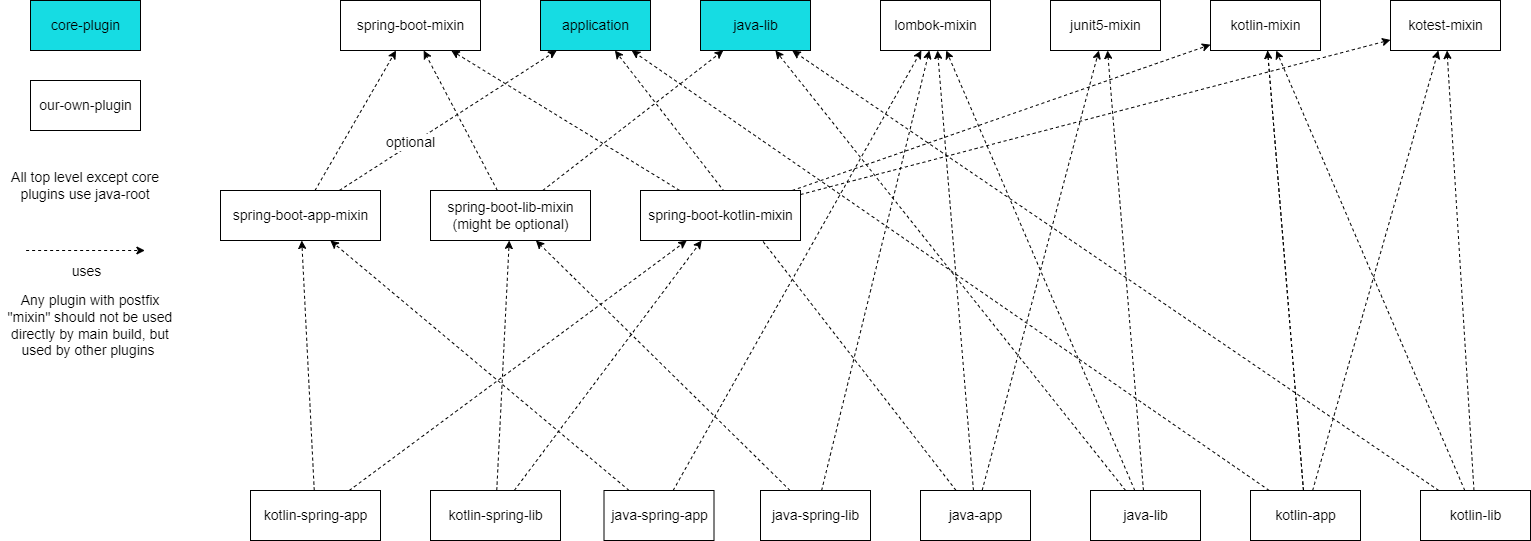 core-plugin
spring-boot-mixin
application
java-lib
lombok-mixin
junit5-mixin
kotlin-mixin
kotest-mixin
our-own-plugin
optional
All top level except core
plugins use java-root
spring-boot-app-mixin
spring-boot-lib-mixin
(might be optional)
spring-boot-kotlin-mixin
uses
Any plugin with postfix
"mixin" should not be used
directly by main build, but
used by other plugins
kotlin-spring-app
kotlin-spring-lib
java-spring-app
java-spring-lib
java-app
java-lib
kotlin-app
kotlin-lib